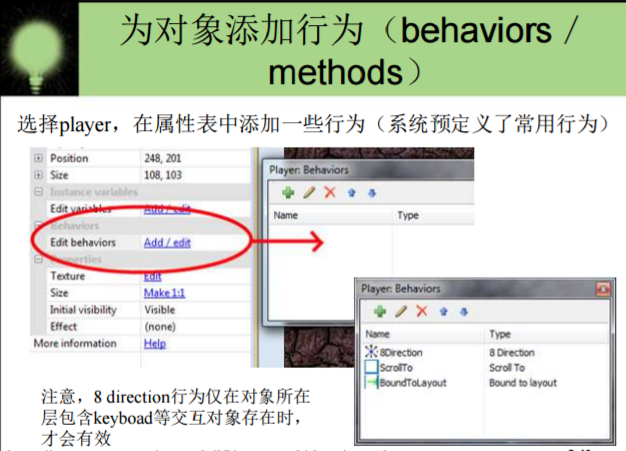 为对象添加行为（behaviors /
methods）
选择player，在属性表中添加一些行为（系统预定义了常用行为）
Position 248, 201
Size 108, 103
Instance variables
Edit variables Add / edit
Behaviors
Edit behaviors Add / edit
Properties
Texture Edit
Size Make 1:1
Initial visibility Visible
Effect (none)
More information Help
Player: Behaviors
Name Type
Player: Behaviors
Name Type
8Direction 8 Direction
ScrollTo Scroll To
BoundToLayout Bound to layout
注意，8 direction行为仅在对象所在
层包含keyboad等交互对象存在时，
才会有效